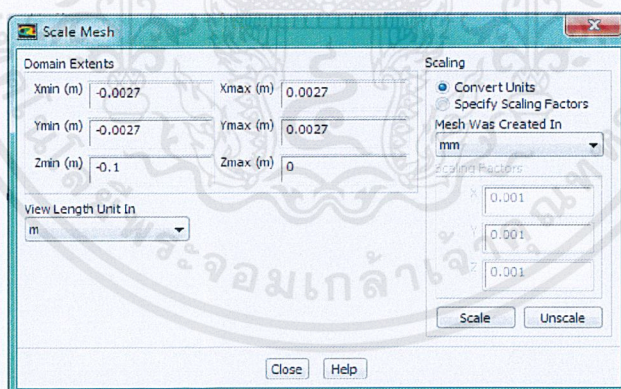 Scale Mesh
Domain Extents
Xmin (m) -0.0027 Xmax (m) 0.0027
Ymin (m) -0.0027 Ymax (m) 0.0027
Zmin (m) -0.1 Zmax (m) 0
View Length Unit In
m
Scaling
Convert Units
Specify Scaling Factors
Mesh Was Created In
mm
Scaling Factors
X 0.001
Y 0.001
Z 0.001
Scale Unscale
Close Help